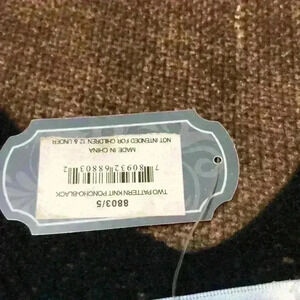 8803/5
TWO PATTERN KNIT PONCHO-BLACK
7 80932 68803 2
MADE IN CHINA
NOT INTENDED FOR CHILDREN 12 & UNDER